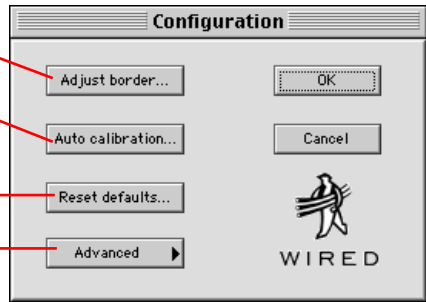 Configuration
Adjust border...
OK
Auto calibration...
Cancel
Reset defaults...
Advanced
WIRED